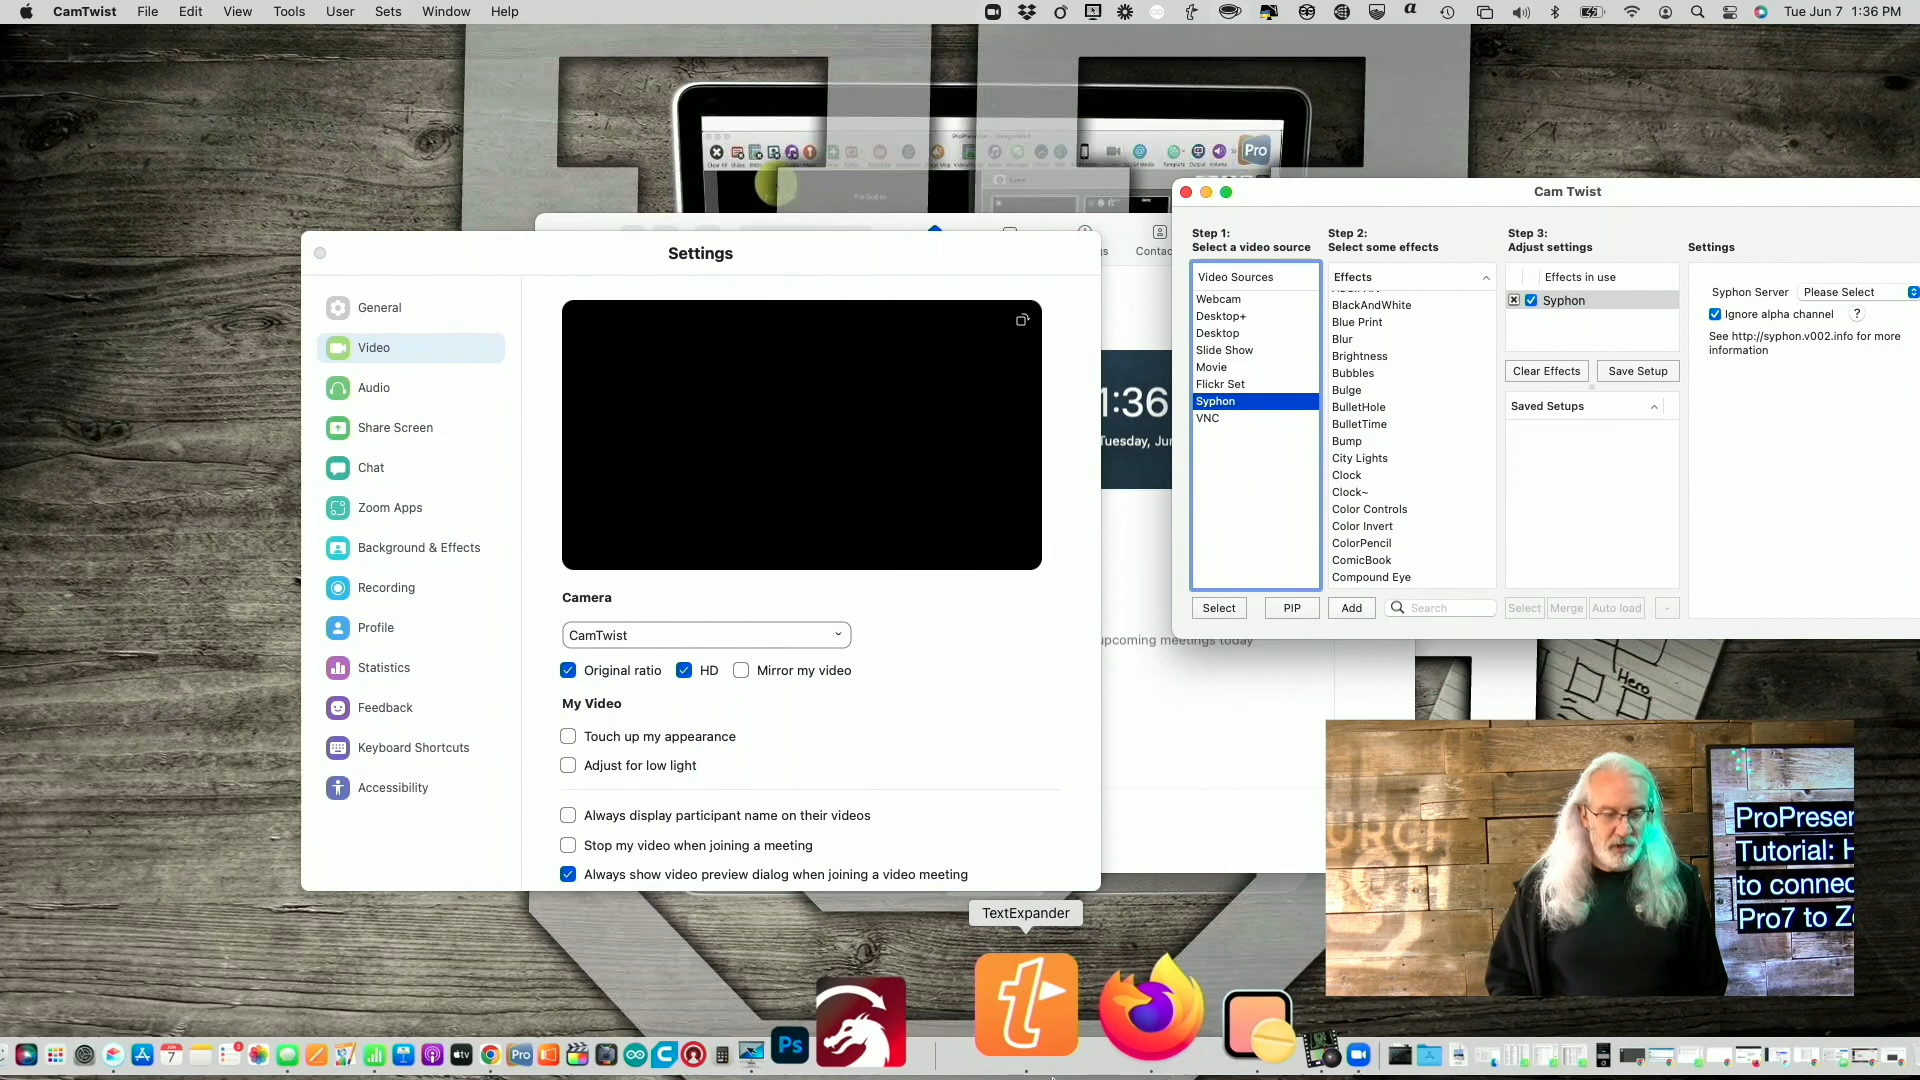 CamTwist File Edit View Tools User Sets Window Help
Tue Jun 7 1:36 PM
Pro
Cam Twist
Step 1:
Select a video source
Step 2:
Select some effects
Step 3:
Adjust settings
Settings
Video Sources
Webcam
Desktop+
Desktop
Slide Show
Movie
Flickr Set
Syphon
VNC
Effects
BlackAndWhite
Blue Print
Blur
Brightness
Bubbles
Bulge
BulletHole
BulletTime
Bump
City Lights
Clock
Clock~
Color Controls
Color Invert
ColorPencil
ComicBook
Compound Eye
Effects in use
Syphon
Clear Effects
Save Setup
Saved Setups
Syphon Server
Please Select
Ignore alpha channel
?
See http://syphon.v002.info for more
information
Select
PIP
Add
Search
Select
Merge
Auto load
-
Settings
General
Video
Audio
Share Screen
Chat
Zoom Apps
Background & Effects
Recording
Profile
Statistics
Feedback
Keyboard Shortcuts
Accessibility
Camera
CamTwist
Original ratio
HD
Mirror my video
My Video
Touch up my appearance
Adjust for low light
Always display participant name on their videos
Stop my video when joining a meeting
Always show video preview dialog when joining a video meeting
Contac
1:36
Tuesday, Jun
upcoming meetings today
Hero
URCH
ProPresen
Tutorial: H
to connec
Pro7 to Z
TextExpander
t
7
tv
Pro
Ps